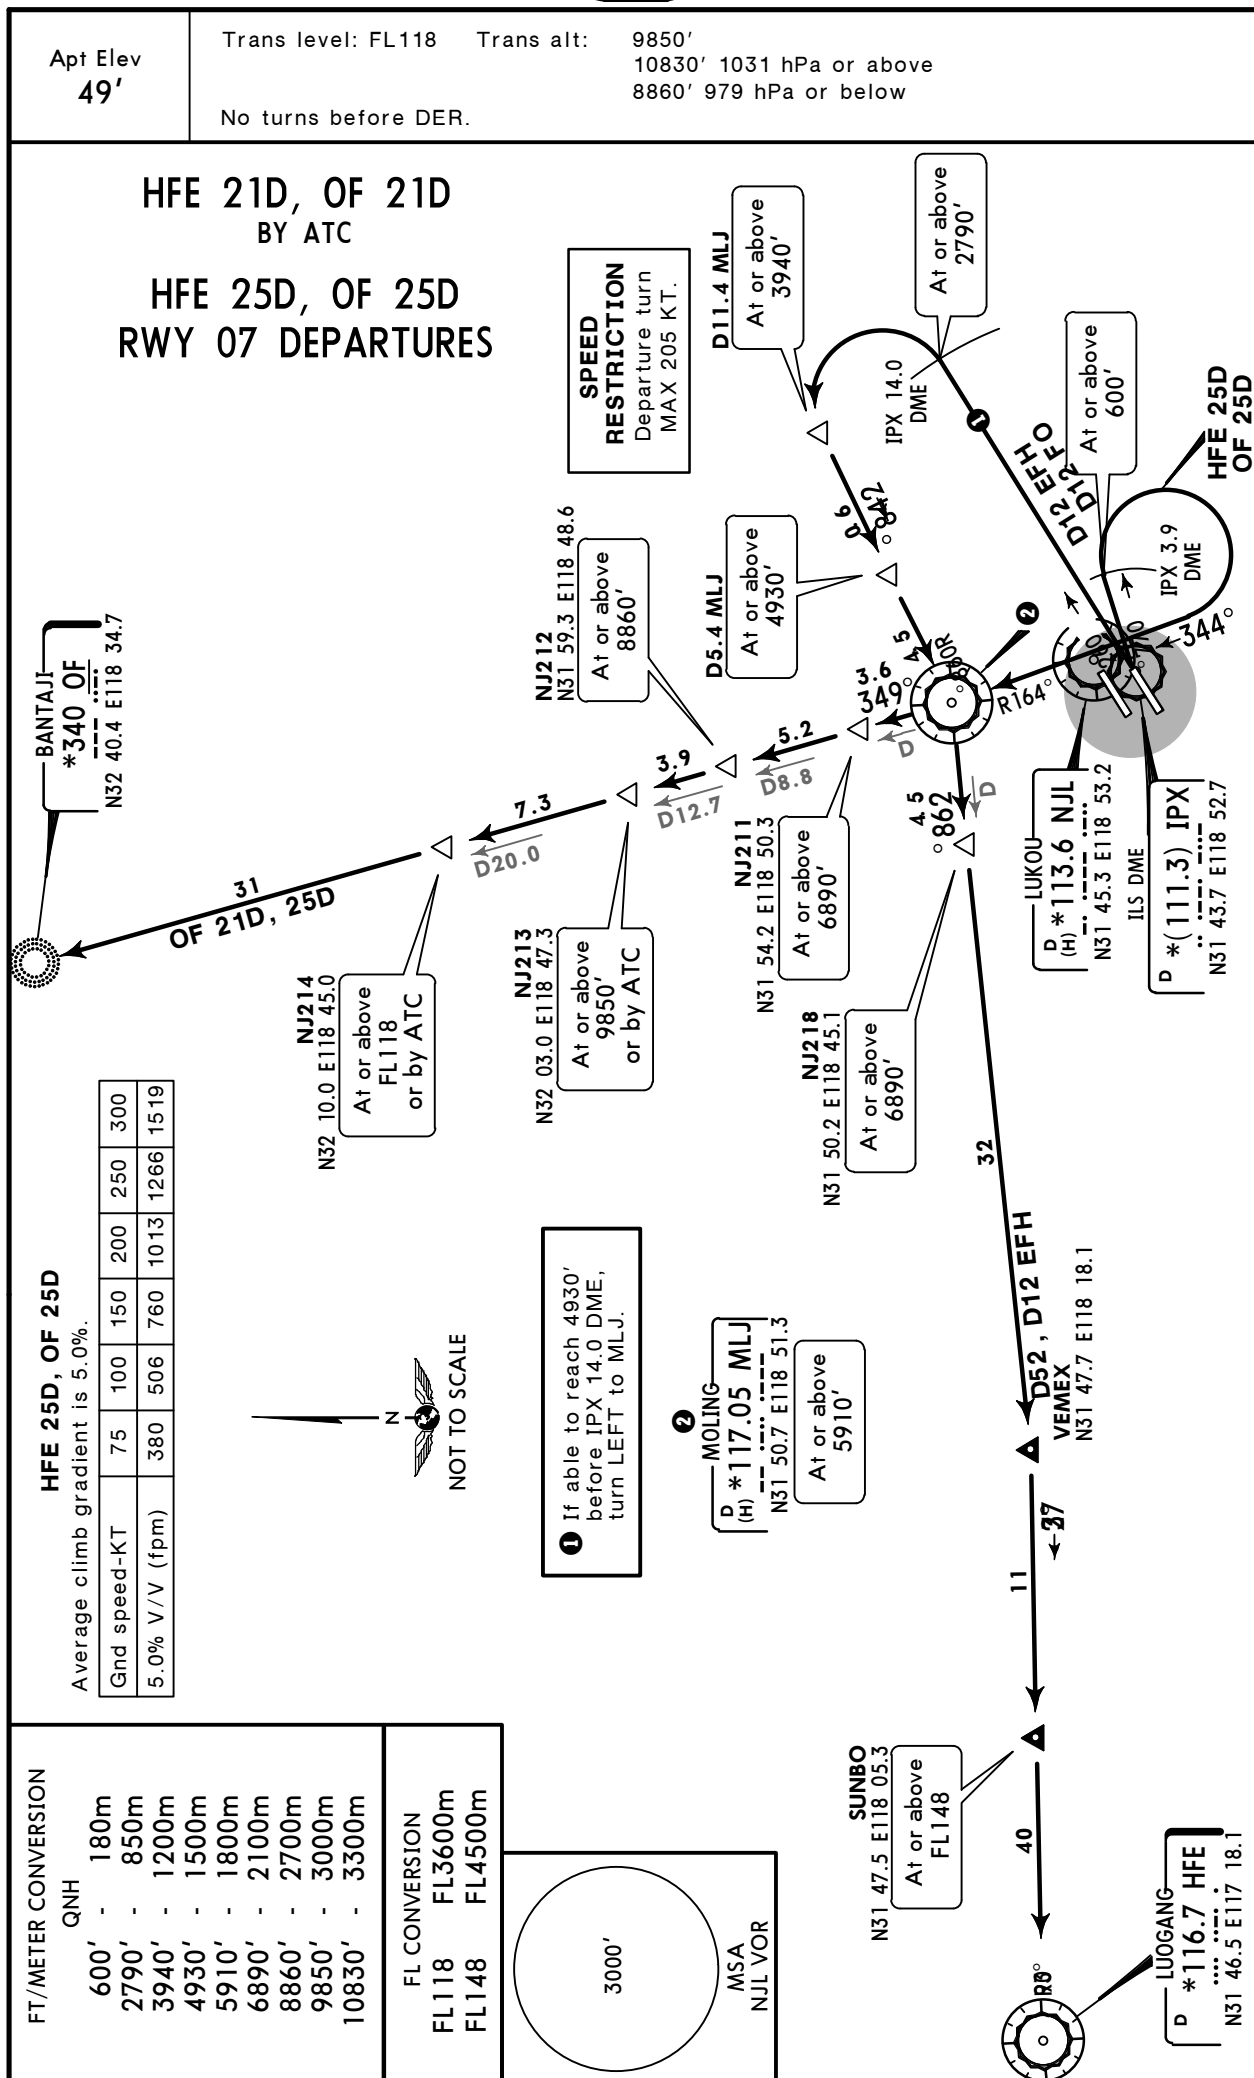 Apt Elev
49'
Trans level: FL118 Trans alt: 9850'
10830' 1031 hPa or above
8860' 979 hPa or below
No turns before DER.
HFE 21D, OF 21D
BY ATC
HFE 25D, OF 25D
RWY 07 DEPARTURES
SPEED
RESTRICTION
Departure turn
MAX 205 KT.
D11.4 MLJ
At or above
3940'
At or above
2790'
IPX 14.0
DME
At or above
600'
HFE 25D
OF 25D
IPX 3.9
DME
D5.4 MLJ
At or above
4930'
4.5
BANTAJI
*340 OF
N32 40.4 E118 34.7
NJ212
N31 59.3 E118 48.6
At or above
8860'
3.6
349°
R164°
344°
5.2
D
D8.8
3.9
D12.7
7.3
D20.0
31
OF 21D, 25D
4.5
D
LUKOU
D
(H) *113.6 NJL
N31 45.3 E118 53.2
ILS DME
D *(111.3) IPX
N31 43.7 E118 52.7
NJ211
N31 54.2 E118 50.3
At or above
6890'
NJ213
N32 03.0 E118 47.3
At or above
9850'
or by ATC
NJ214
N32 10.0 E118 45.0
At or above
FL118
or by ATC
NJ218
N31 50.2 E118 45.1
At or above
6890'
32
HFE 25D, OF 25D
Average climb gradient is 5.0%.
Gnd speed-KT 75 100 150 200 250 300
5.0% V/V (fpm) 380 506 760 1013 1266 1519
N
NOT TO SCALE
1 If able to reach 4930'
before IPX 14.0 DME,
turn LEFT to MLJ.
2
MOLING
D
(H) *117.05 MLJ
N31 50.7 E118 51.3
At or above
5910'
VEMEX
N31 47.7 E118 18.1
11
SUNBO
N31 47.5 E118 05.3
At or above
FL148
40
LUOGANG
D *116.7 HFE
N31 46.5 E117 18.1
FT/METER CONVERSION
QNH
600' - 180m
2790' - 850m
3940' - 1200m
4930' - 1500m
5910' - 1800m
6890' - 2100m
8860' - 2700m
9850' - 3000m
10830' - 3300m
FL CONVERSION
FL118 FL3600m
FL148 FL4500m
3000'
MSA
NJL VOR